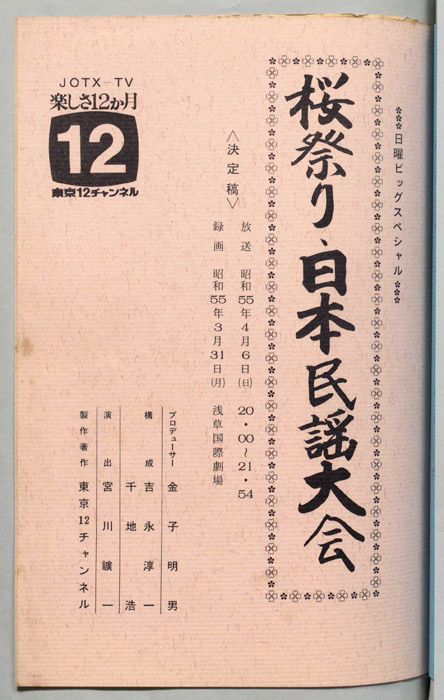 日曜ビッグスペシャル
桜祭り、日本民謡大会
〈決定稿〉
放送 昭和55年4月6日(日) 20・00~21・54
録画 昭和55年3月31日(月) 浅草国際劇場
JOTX-TV
楽しさ12か月
12
東京12チャンネル
プロデューサー 金子明男
構成 吉永淳一
千地浩
演出 宮川鑛一
製作著作 東京12チャンネル